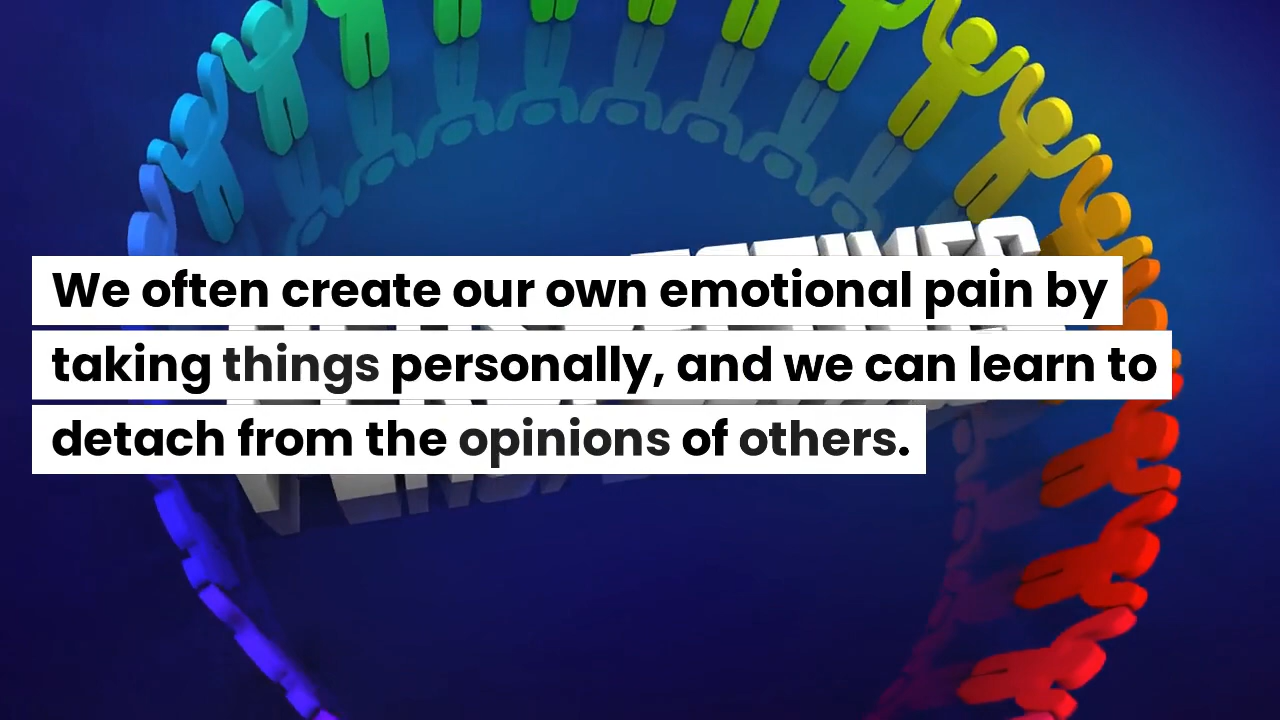 We often create our own emotional pain by
taking things personally, and we can learn to
detach from the opinions of others.